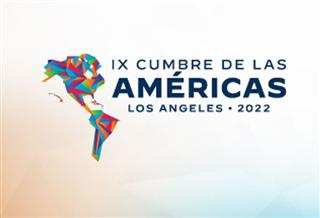 IX CUMBRE DE LAS
AMÉRICAS
LOS ANGELES • 2022